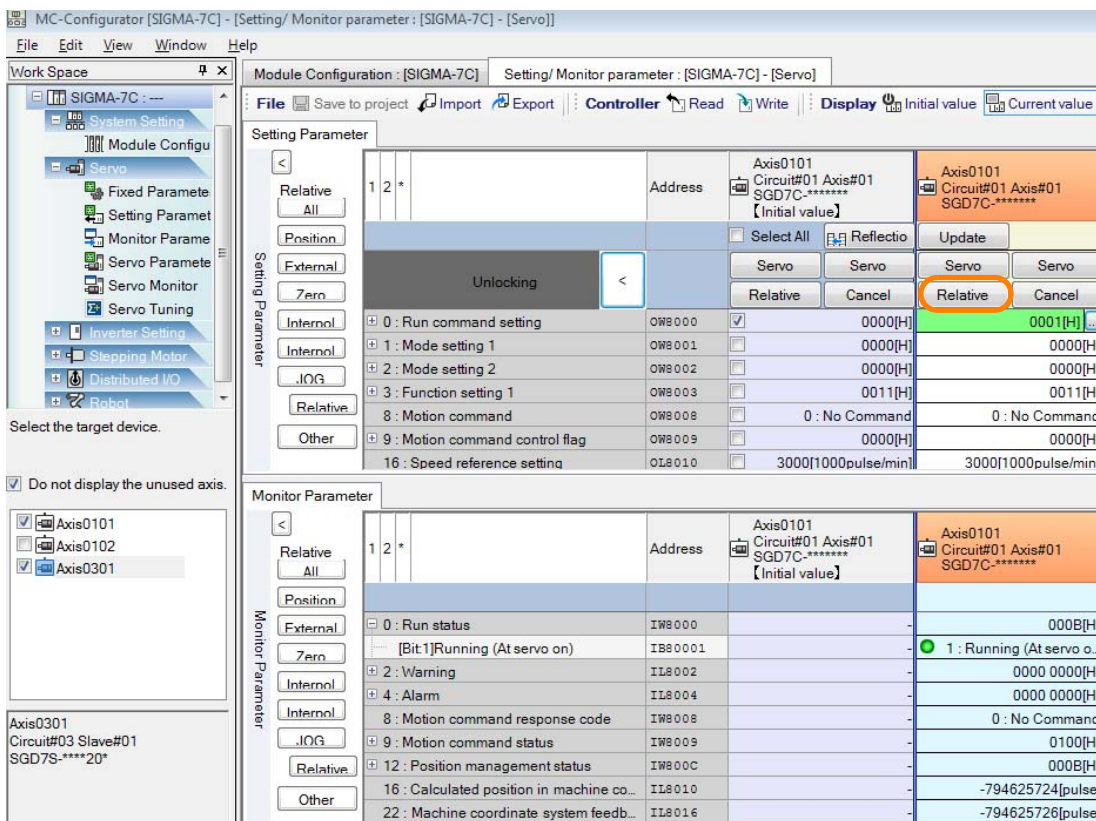 MC-Configurator [SIGMA-7C] - [Setting/ Monitor parameter : [SIGMA-7C] - [Servo]]
File Edit View Window Help
Work Space
SIGMA-7C : ---
System Setting
Module Configu
Servo
Fixed Paramete
Setting Paramet
Monitor Parame
Servo Paramete
Servo Monitor
Servo Tuning
Inverter Setting
Stepping Motor
Distributed I/O
Robot
Select the target device.
Do not display the unused axis.
Axis0101
Axis0102
Axis0301
Axis0301
Circuit#03 Slave#01
SGD7S-****20*
Module Configuration : [SIGMA-7C] Setting/ Monitor parameter : [SIGMA-7C] - [Servo]
File Save to project Import Export Controller Read Write Display Initial value Current value
Setting Parameter
Setting Parameter
<
Relative
All
Position
External
Zero
Internol
Internol
JOG
Relative
Other
1 2 * Address
Axis0101
Circuit#01 Axis#01
SGD7C-*******
【Initial value】
Axis0101
Circuit#01 Axis#01
SGD7C-*******
Select All Reflectio Update
Unlocking <
Servo Servo Servo Servo
Relative Cancel Relative Cancel
0 : Run command setting OW8000 0000[H] 0001[H] ...
1 : Mode setting 1 OW8001 0000[H] 0000[H
2 : Mode setting 2 OW8002 0000[H] 0000[H
3 : Function setting 1 OW8003 0011[H] 0011[H
8 : Motion command OW8008 0 : No Command 0 : No Command
9 : Motion command control flag OW8009 0000[H] 0000[H
16 : Speed reference setting OL8010 3000[1000pulse/min] 3000[1000pulse/min
Monitor Parameter
Monitor Parameter
<
Relative
All
Position
External
Zero
Internol
Internol
JOG
Relative
Other
1 2 * Address
Axis0101
Circuit#01 Axis#01
SGD7C-*******
【Initial value】
Axis0101
Circuit#01 Axis#01
SGD7C-*******
0 : Run status IW8000 - 000B[H
[Bit:1]Running (At servo on) IB80001 - 1 : Running (At servo o..
2 : Warning IL8002 - 0000 0000[H
4 : Alarm IL8004 - 0000 0000[H
8 : Motion command response code IW8008 - 0 : No Command
9 : Motion command status IW8009 - 0100[H
12 : Position management status IW800C - 000B[H
16 : Calculated position in machine co... IL8010 - -794625724[pulse
22 : Machine coordinate system feedb... IL8016 - -794625726[pulse